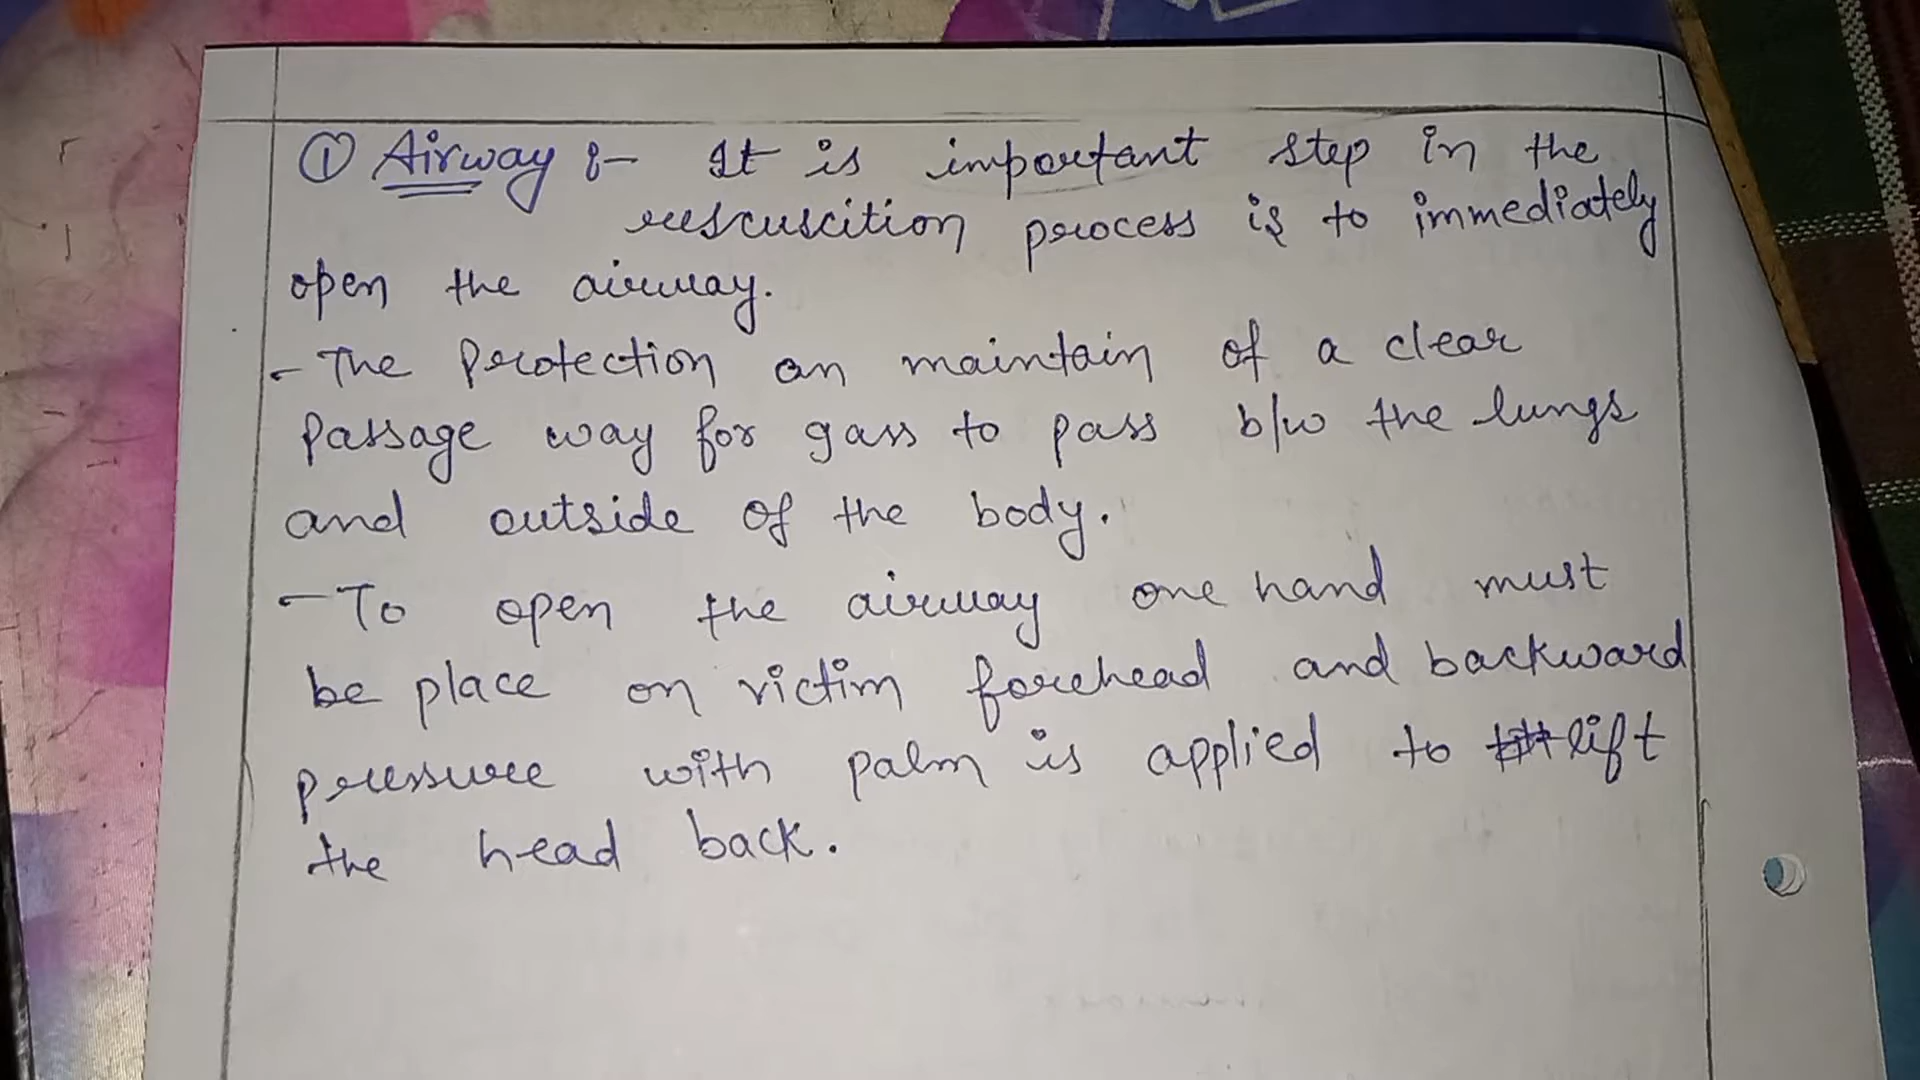 ① Airway :- It is important step in the
rescuscition process is to immediately
open the airway.
- The Protection an maintain of a clear
passage way for gass to pass b/w the lungs
and outside of the body.
- To open the airway one hand must
be place on victim forehead and backward
pressure with palm is applied to lift
the head back.